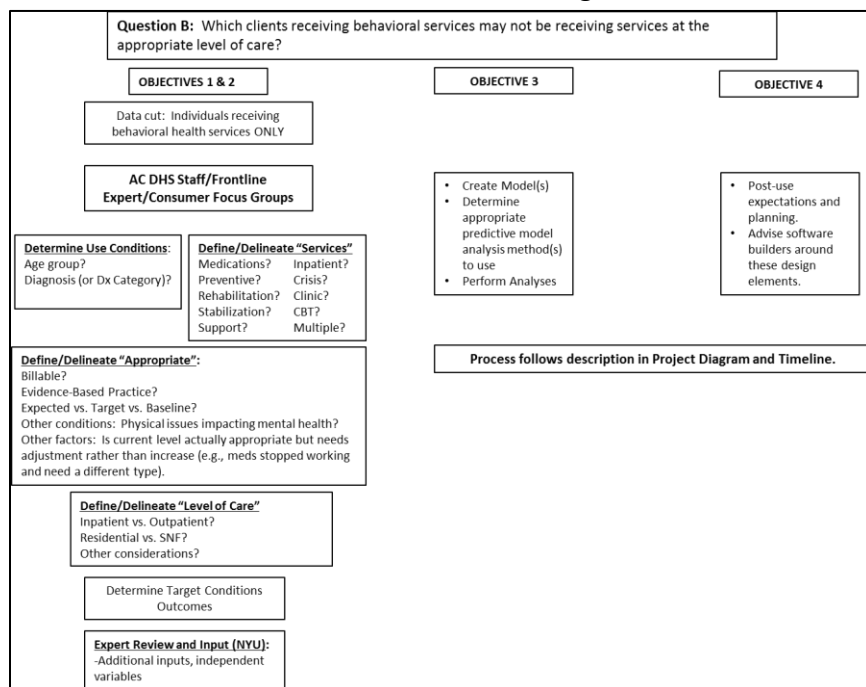 Question B: Which clients receiving behavioral services may not be receiving services at the
appropriate level of care?
OBJECTIVES 1 & 2
Data cut: Individuals receiving
behavioral health services ONLY
AC DHS Staff/Frontline
Expert/Consumer Focus Groups
Determine Use Conditions:
Age group?
Diagnosis (or Dx Category)?
Define/Delineate “Services”
Medications? Inpatient?
Preventive? Crisis?
Rehabilitation? Clinic?
Stabilization? CBT?
Support? Multiple?
Define/Delineate “Appropriate”:
Billable?
Evidence-Based Practice?
Expected vs. Target vs. Baseline?
Other conditions: Physical issues impacting mental health?
Other factors: Is current level actually appropriate but needs
adjustment rather than increase (e.g., meds stopped working
and need a different type).
Define/Delineate “Level of Care”
Inpatient vs. Outpatient?
Residential vs. SNF?
Other considerations?
Determine Target Conditions
Outcomes
Expert Review and Input (NYU):
-Additional inputs, independent
variables
OBJECTIVE 3
• Create Model(s)
• Determine
appropriate
predictive model
analysis method(s)
to use
• Perform Analyses
OBJECTIVE 4
• Post-use
expectations and
planning.
• Advise software
builders around
these design
elements.
Process follows description in Project Diagram and Timeline.